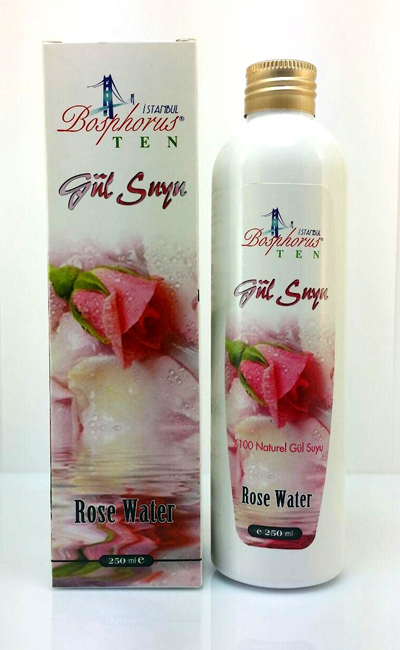 İSTANBUL
Bosphorus®
TEN
Gül Suyu
Rose Water
250 ml e
İSTANBUL
Bosphorus®
TEN
Gül Suyu
%100 Naturel Gül Suyu
Rose Water
e 250 ml